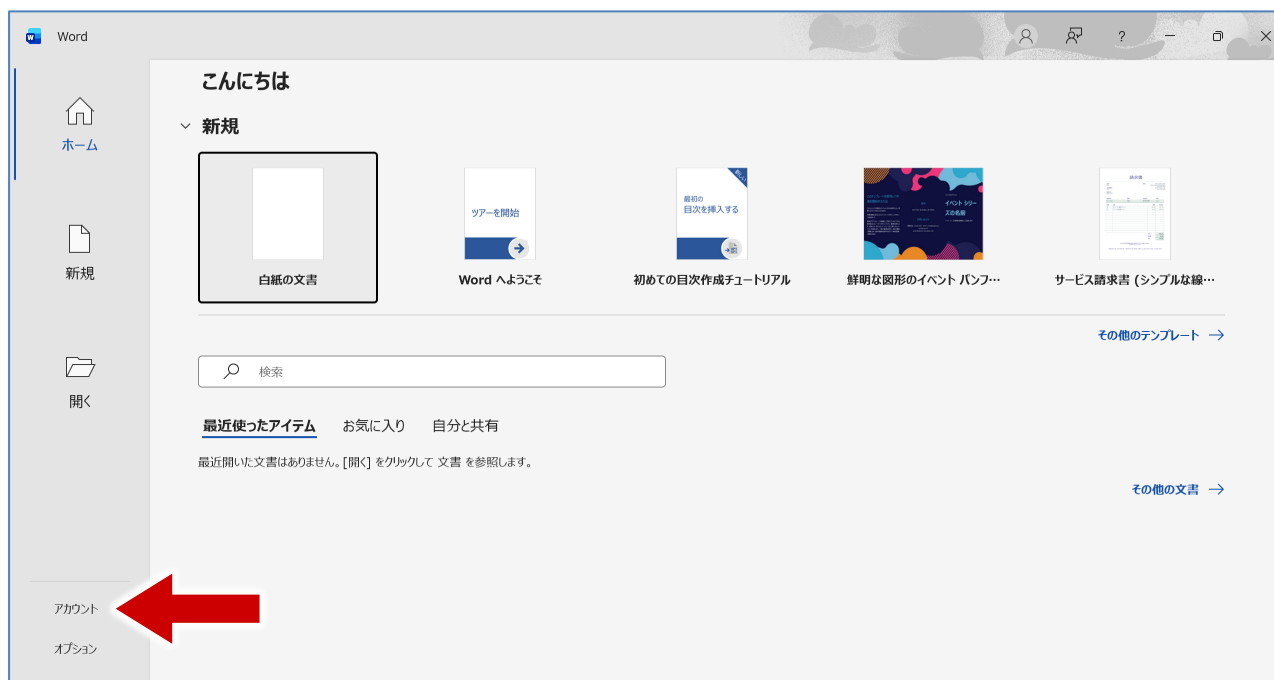 Word
?
こんにちは
ホーム
新規
新規
開く
ツアーを開始
最初の
目次を挿入する
新しい
イベント シリー
ズの名前
請求書
白紙の文書
Word へようこそ
初めての目次作成チュートリアル
鮮明な図形のイベント パンフ…
サービス請求書 (シンプルな線…
その他のテンプレート
検索
最近使ったアイテム お気に入り 自分と共有
最近開いた文書はありません。[開く] をクリックして 文書 を参照します。
その他の文書
アカウント
オプション